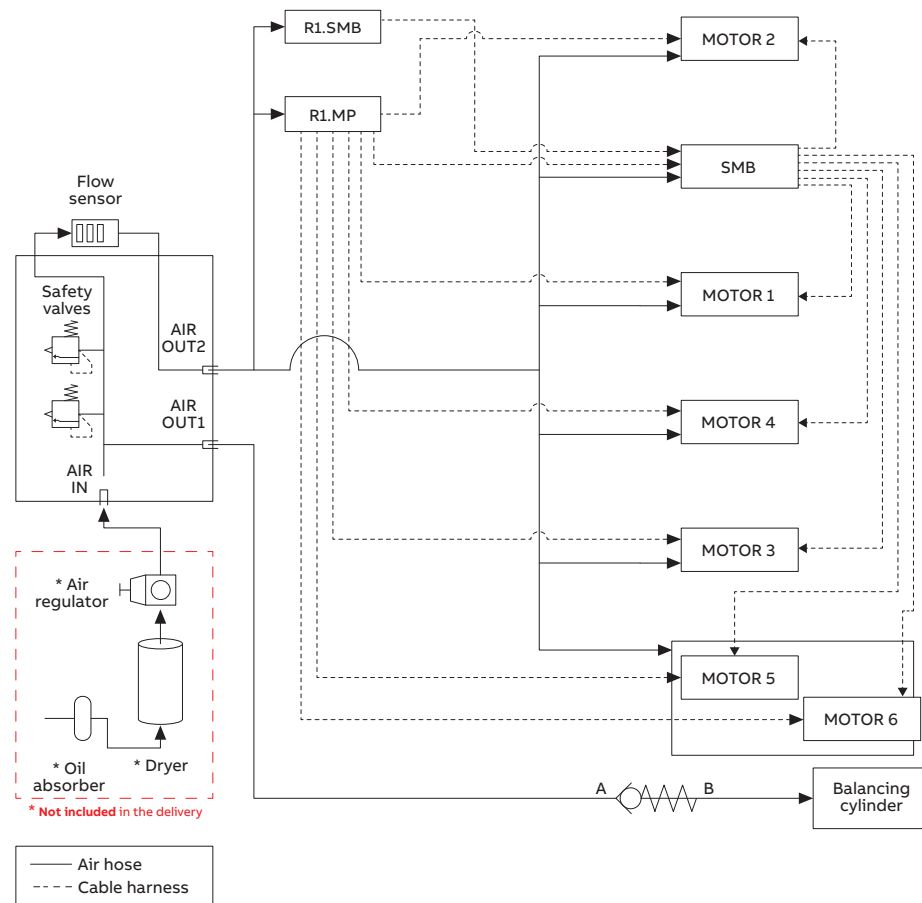 R1.SMB
MOTOR 2
R1.MP
SMB
Flow
sensor
Safety
valves
AIR
OUT2
MOTOR 1
AIR
OUT1
MOTOR 4
AIR
IN
MOTOR 3
* Air
regulator
MOTOR 5
MOTOR 6
* Oil
absorber
* Dryer
* Not included in the delivery
A
B
Balancing
cylinder
Air hose
Cable harness